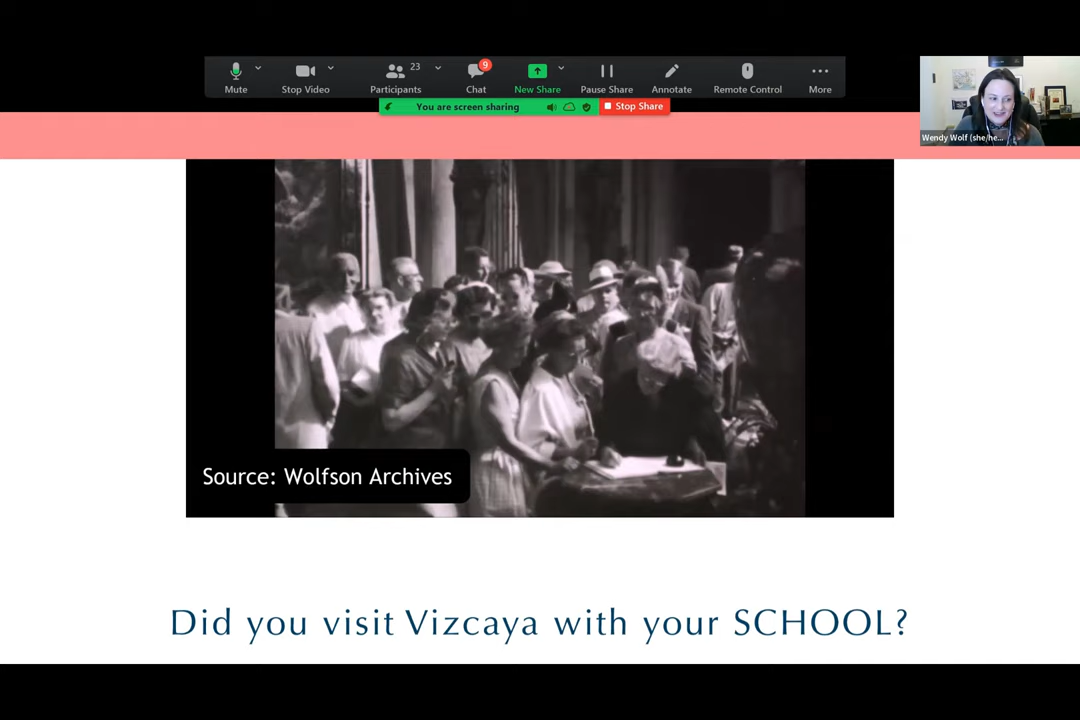 Mute
Stop Video
Participants
23
Chat
9
New Share
Pause Share
Annotate
Remote Control
More
You are screen sharing
Stop Share
Wendy Wolf (she/he...
Source: Wolfson Archives
Did you visit Vizcaya with your SCHOOL?